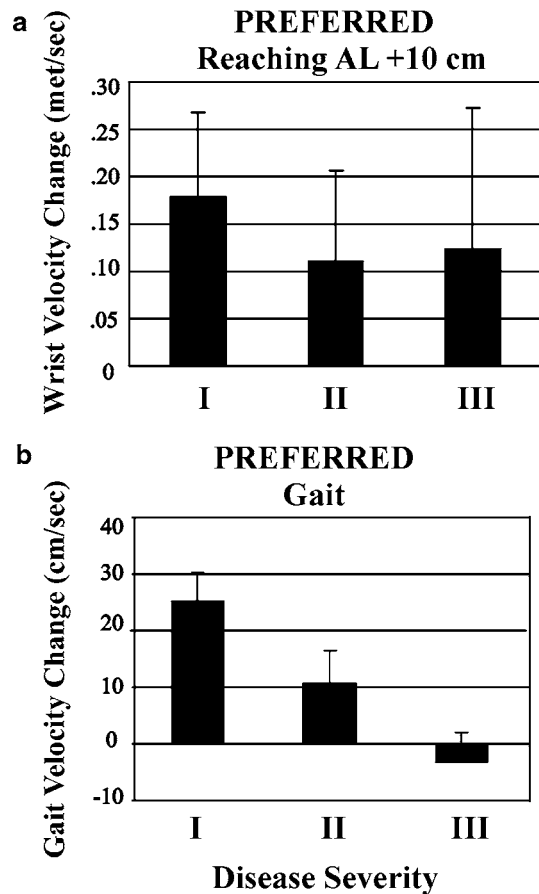 a
PREFERRED
Reaching AL +10 cm
Wrist Velocity Change (met/sec)
.30
.25
.20
.15
.10
.05
0
I II III
b
PREFERRED
Gait
Gait Velocity Change (cm/sec)
40
30
20
10
0
-10
I II III
Disease Severity